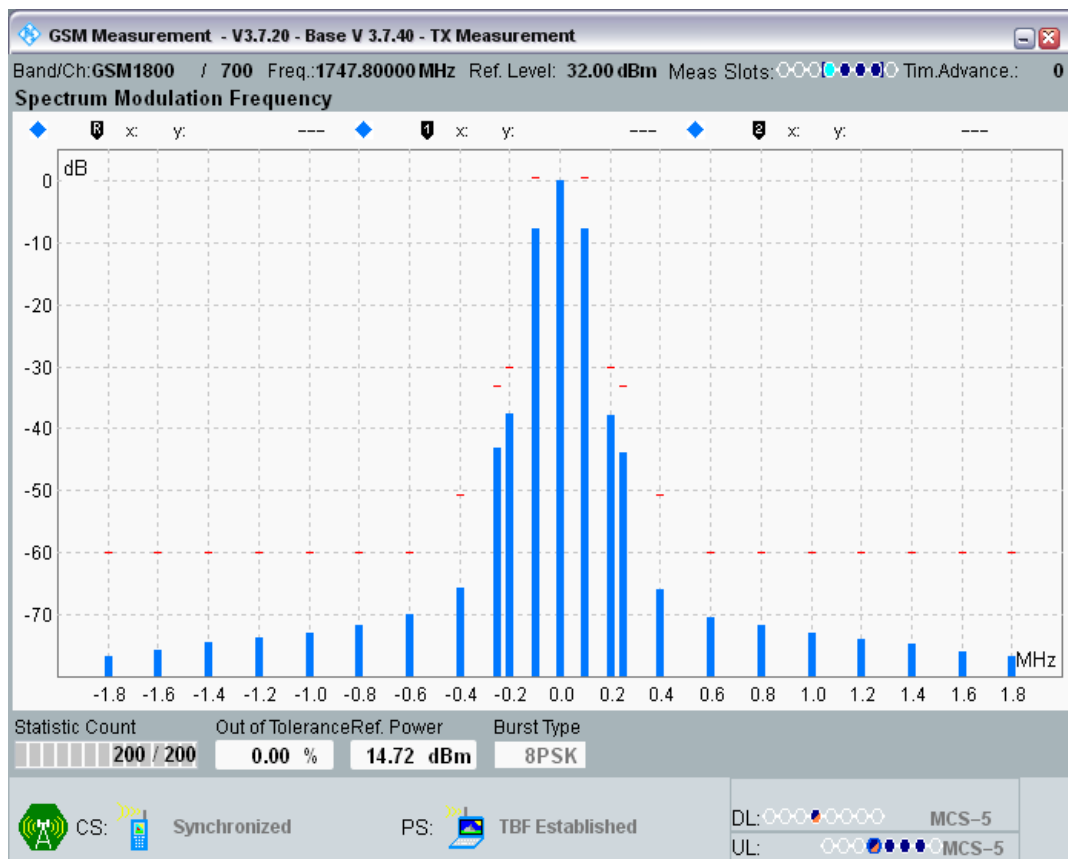 GSM Measurement - V3.7.20 - Base V 3.7.40 - TX Measurement
Band/Ch:GSM1800 / 700 Freq.:1747.80000 MHz Ref. Level: 32.00 dBm Meas Slots: Tim.Advance.: 0
Spectrum Modulation Frequency
R x: y: --- 1 x: y: --- 2 x: y: ---
dB
0
-10
-20
-30
-40
-50
-60
-70
MHz
-1.8 -1.6 -1.4 -1.2 -1.0 -0.8 -0.6 -0.4 -0.2 0.0 0.2 0.4 0.6 0.8 1.0 1.2 1.4 1.6 1.8
Statistic Count Out of Tolerance Ref. Power Burst Type
200 / 200 0.00 % 14.72 dBm 8PSK
CS: Synchronized PS: TBF Established
DL: MCS-5
UL: MCS-5